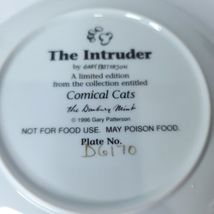 The Intruder
by GARY PATTERSON
A limited edition
from the collection entitled
Comical Cats
the Danbury Mint
© 1996 Gary Patterson
NOT FOR FOOD USE. MAY POISON FOOD.
Plate No.
DG170